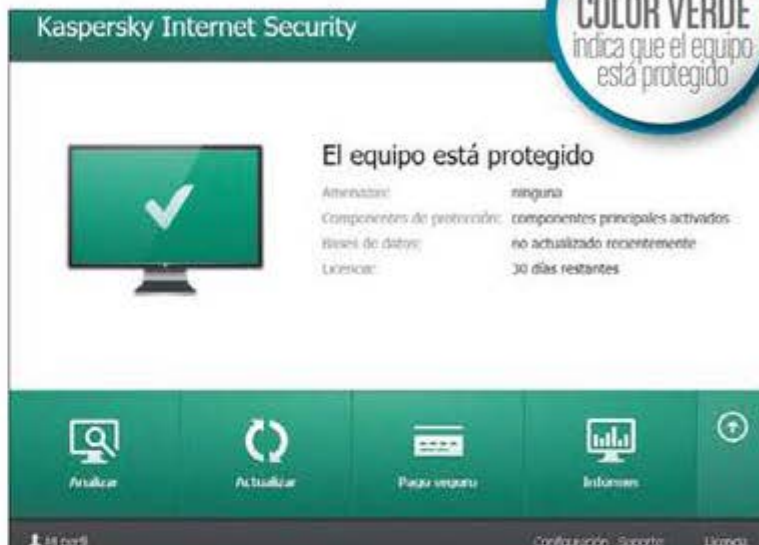 Kaspersky Internet Security
COLOR VERDE
indica que el equipo
está protegido
El equipo está protegido
Amenazas: ninguna
Componentes de protección: componentes principales activados
Bases de datos: no actualizado recientemente
Licencia: 30 días restantes
Analizar
Actualizar
Pago seguro
Informes
Mi perfil
Configuración Soporte Licencia